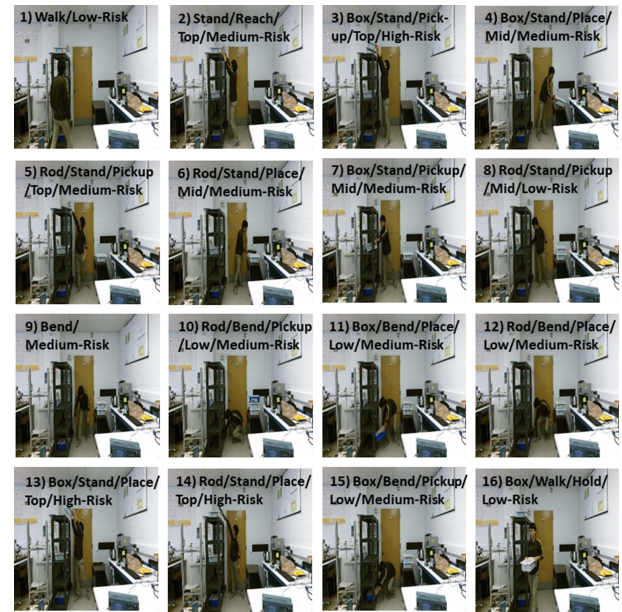 1) Walk/Low-Risk
2) Stand/Reach/
Top/Medium-Risk
3) Box/Stand/Pick-
up/Top/High-Risk
4) Box/Stand/Place/
Mid/Medium-Risk
5) Rod/Stand/Pickup
/Top/Medium-Risk
6) Rod/Stand/Place/
Mid/Medium-Risk
7) Box/Stand/Pickup/
Mid/Medium-Risk
8) Rod/Stand/Pickup
/Mid/Low-Risk
9) Bend/
Medium-Risk
10) Rod/Bend/Pickup
/Low/Medium-Risk
11) Box/Bend/Place/
Low/Medium-Risk
12) Rod/Bend/Place/
Low/Medium-Risk
13) Box/Stand/Place/
Top/High-Risk
14) Rod/Stand/Place/
Top/High-Risk
15) Box/Bend/Pickup/
Low/Medium-Risk
16) Box/Walk/Hold/
Low-Risk